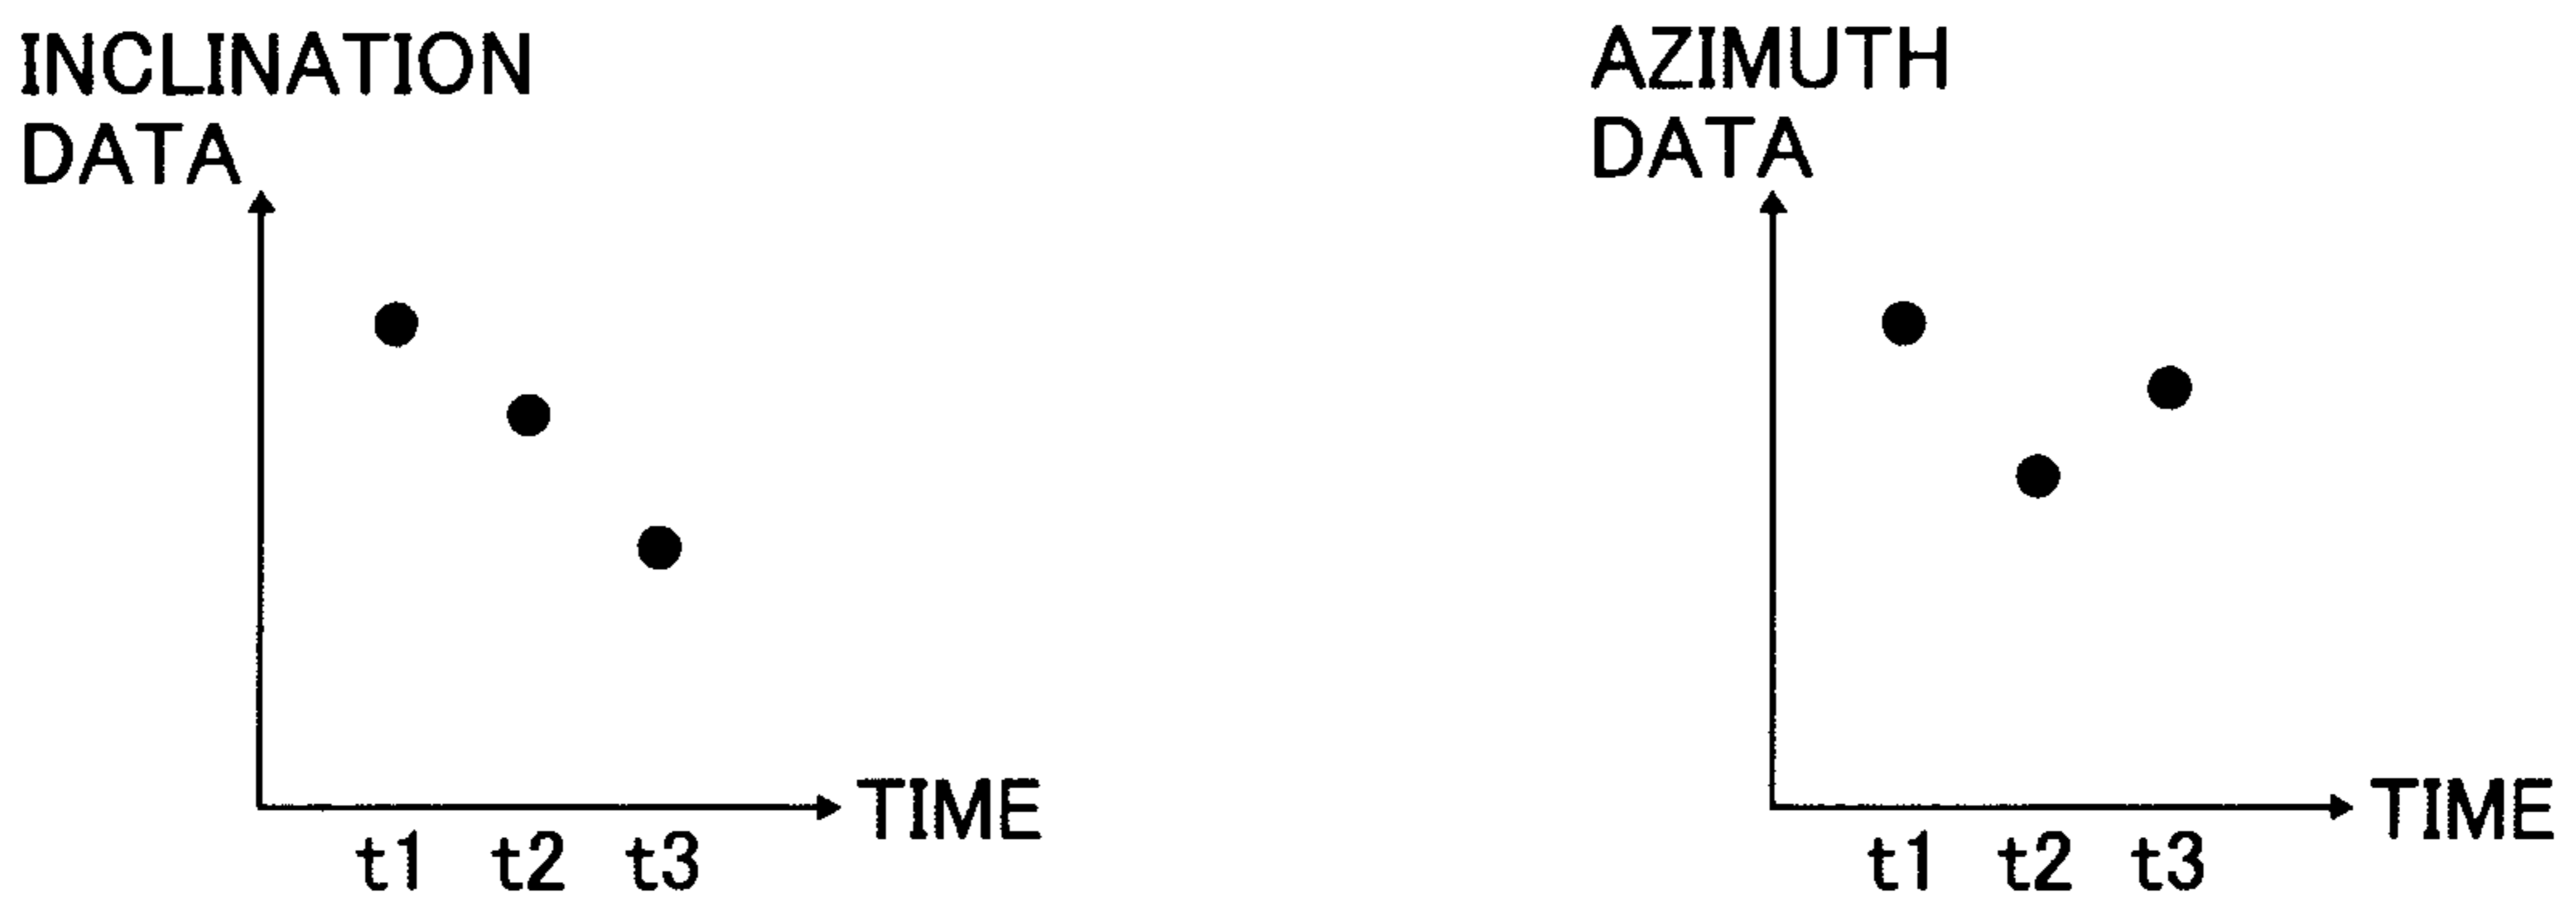 INCLINATION
DATA
TIME
t1 t2 t3
AZIMUTH
DATA
TIME
t1 t2 t3